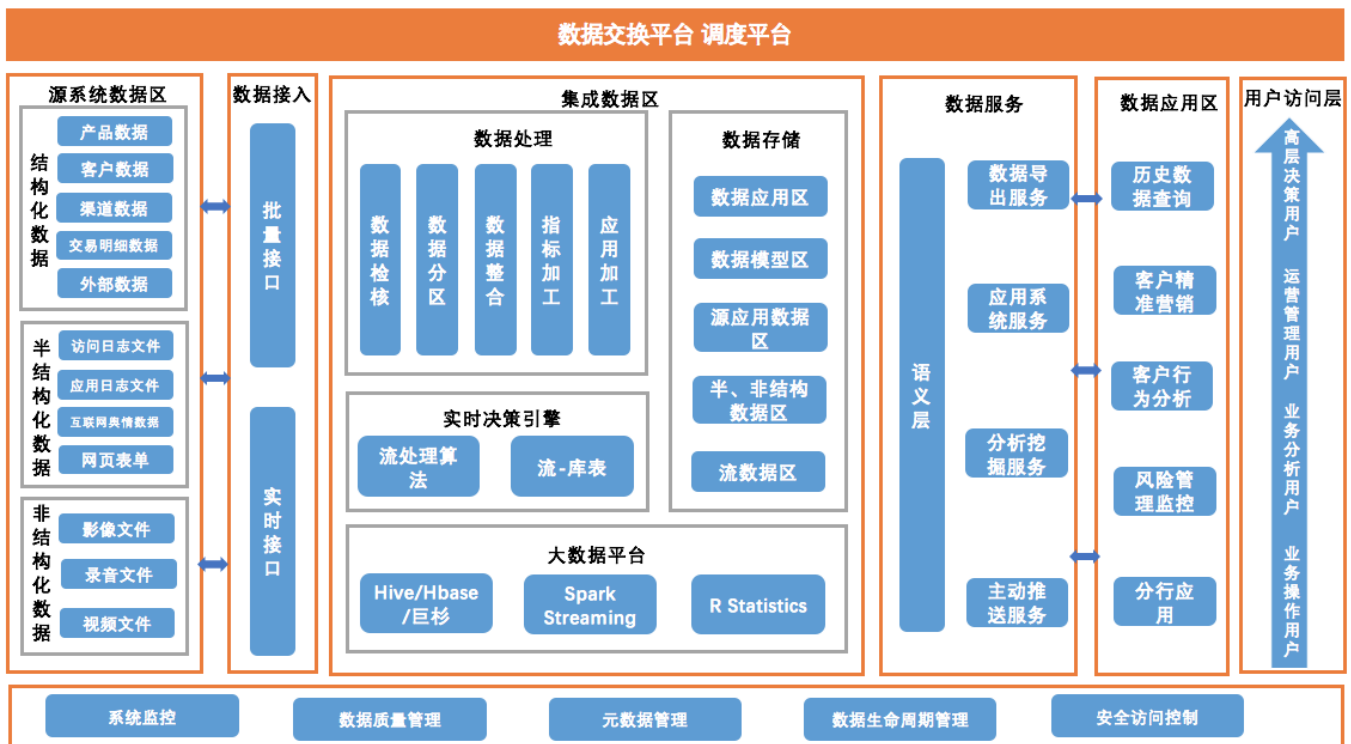 数据交换平台 调度平台
源系统数据区
结构化数据
产品数据
客户数据
渠道数据
交易明细数据
外部数据
半结构化数据
访问日志文件
应用日志文件
互联网舆情数据
网页表单
非结构化数据
影像文件
录音文件
视频文件
数据接入
批量接口
实时接口
集成数据区
数据处理
数据检核
数据分区
数据整合
指标加工
应用加工
实时决策引擎
流处理算
法
流-库表
数据存储
数据应用区
数据模型区
源应用数据
区
半、非结构
数据区
流数据区
大数据平台
Hive/Hbase
/巨杉
Spark
Streaming
R Statistics
数据服务
语义层
数据导
出服务
应用系
统服务
分析挖
掘服务
主动推
送服务
数据应用区
历史数
据查询
客户精
准营销
客户行
为分析
风险管
理监控
分行应
用
用户访问层
高层决策用户
运营管理用户
业务分析用户
业务操作用户
系统监控
数据质量管理
元数据管理
数据生命周期管理
安全访问控制